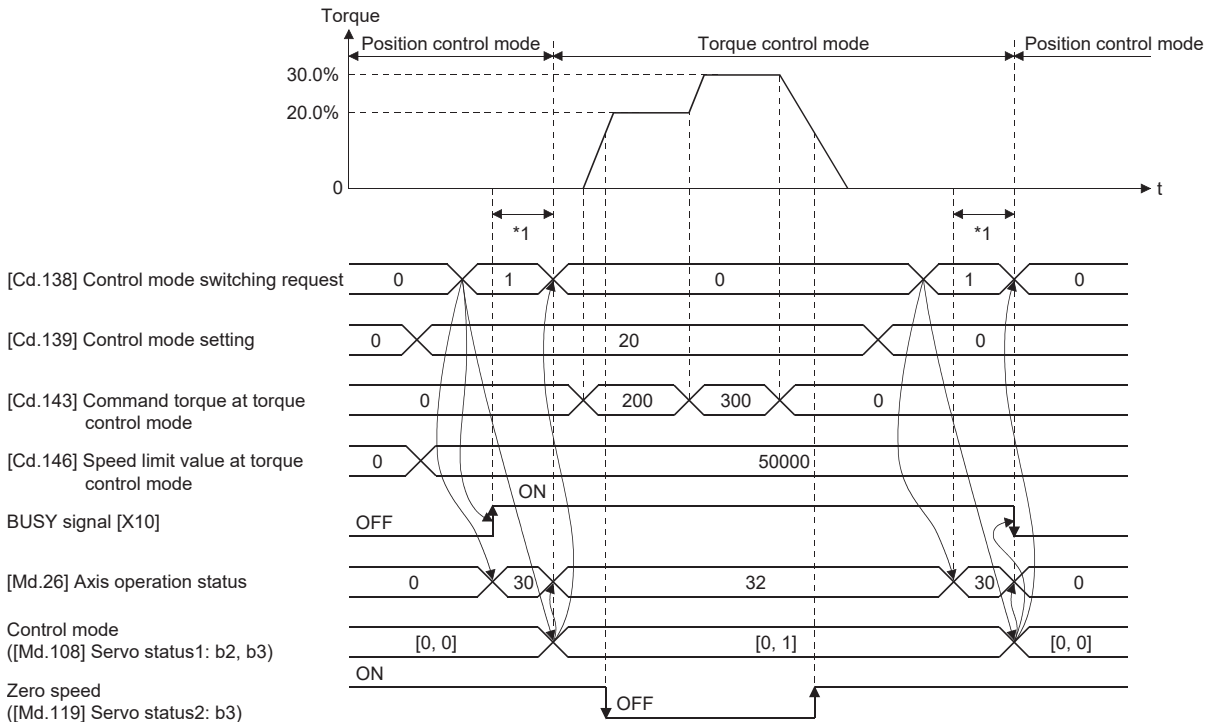 Torque
Position control mode
Torque control mode
Position control mode
30.0%
20.0%
0
t
*1
*1
[Cd.138] Control mode switching request
0
1
0
1
0
[Cd.139] Control mode setting
0
20
0
[Cd.143] Command torque at torque
control mode
0
200
300
0
[Cd.146] Speed limit value at torque
control mode
0
50000
BUSY signal [X10]
OFF
ON
[Md.26] Axis operation status
0
30
32
30
0
Control mode
([Md.108] Servo status1: b2, b3)
[0, 0]
[0, 1]
[0, 0]
Zero speed
([Md.119] Servo status2: b3)
ON
OFF